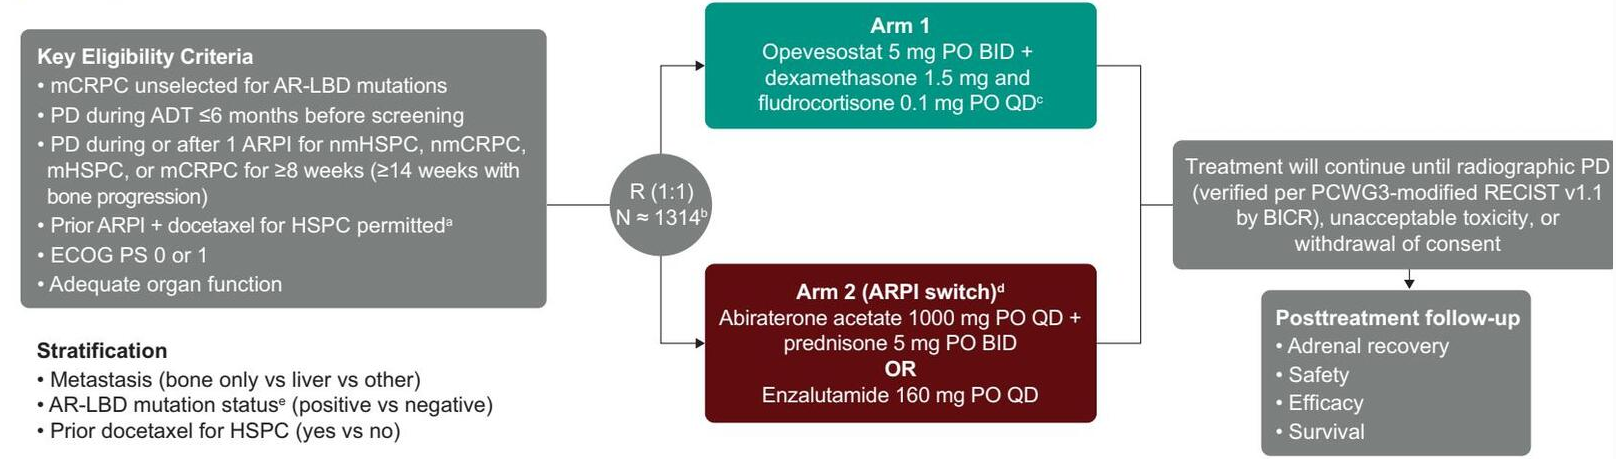 Key Eligibility Criteria
• mCRPC unselected for AR-LBD mutations
• PD during ADT ≤6 months before screening
• PD during or after 1 ARPI for nmHSPC, nmCRPC,
mHSPC, or mCRPC for ≥8 weeks (≥14 weeks with
bone progression)
• Prior ARPI + docetaxel for HSPC permittedᵃ
• ECOG PS 0 or 1
• Adequate organ function
Stratification
• Metastasis (bone only vs liver vs other)
• AR-LBD mutation statusᵉ (positive vs negative)
• Prior docetaxel for HSPC (yes vs no)
R (1:1)
N ≈ 1314ᵇ
Arm 1
Opevesostat 5 mg PO BID +
dexamethasone 1.5 mg and
fludrocortisone 0.1 mg PO QDᶜ
Arm 2 (ARPI switch)ᵈ
Abiraterone acetate 1000 mg PO QD +
prednisone 5 mg PO BID
OR
Enzalutamide 160 mg PO QD
Treatment will continue until radiographic PD
(verified per PCWG3-modified RECIST v1.1
by BICR), unacceptable toxicity, or
withdrawal of consent
Posttreatment follow-up
• Adrenal recovery
• Safety
• Efficacy
• Survival